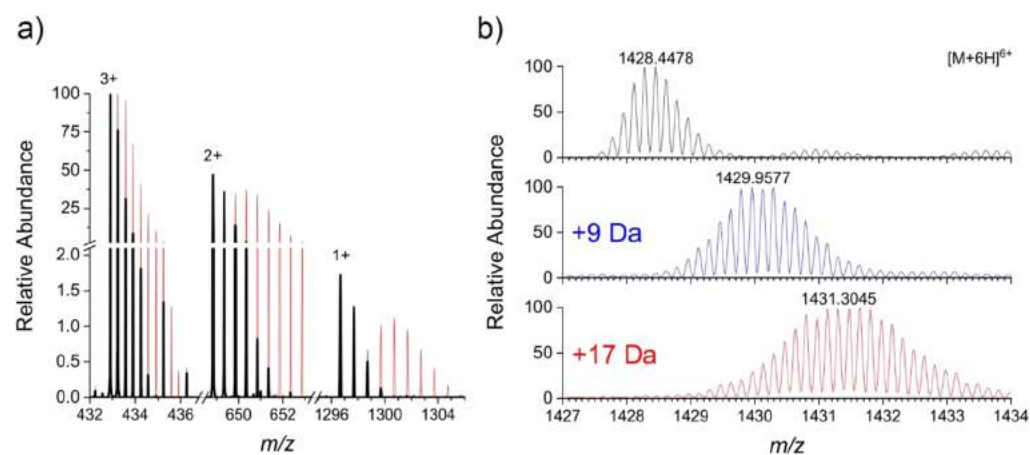 a)
3+
2+
1+
Relative Abundance
100
75
50
25
2.0
1.5
1.0
0.5
0.0
432 434 436 650 652 1296 1300 1304
m/z
b)
1428.4478
[M+6H]6+
100
50
0
1429.9577
+9 Da
100
50
0
1431.3045
+17 Da
100
50
0
Relative Abundance
1427 1428 1429 1430 1431 1432 1433 1434
m/z